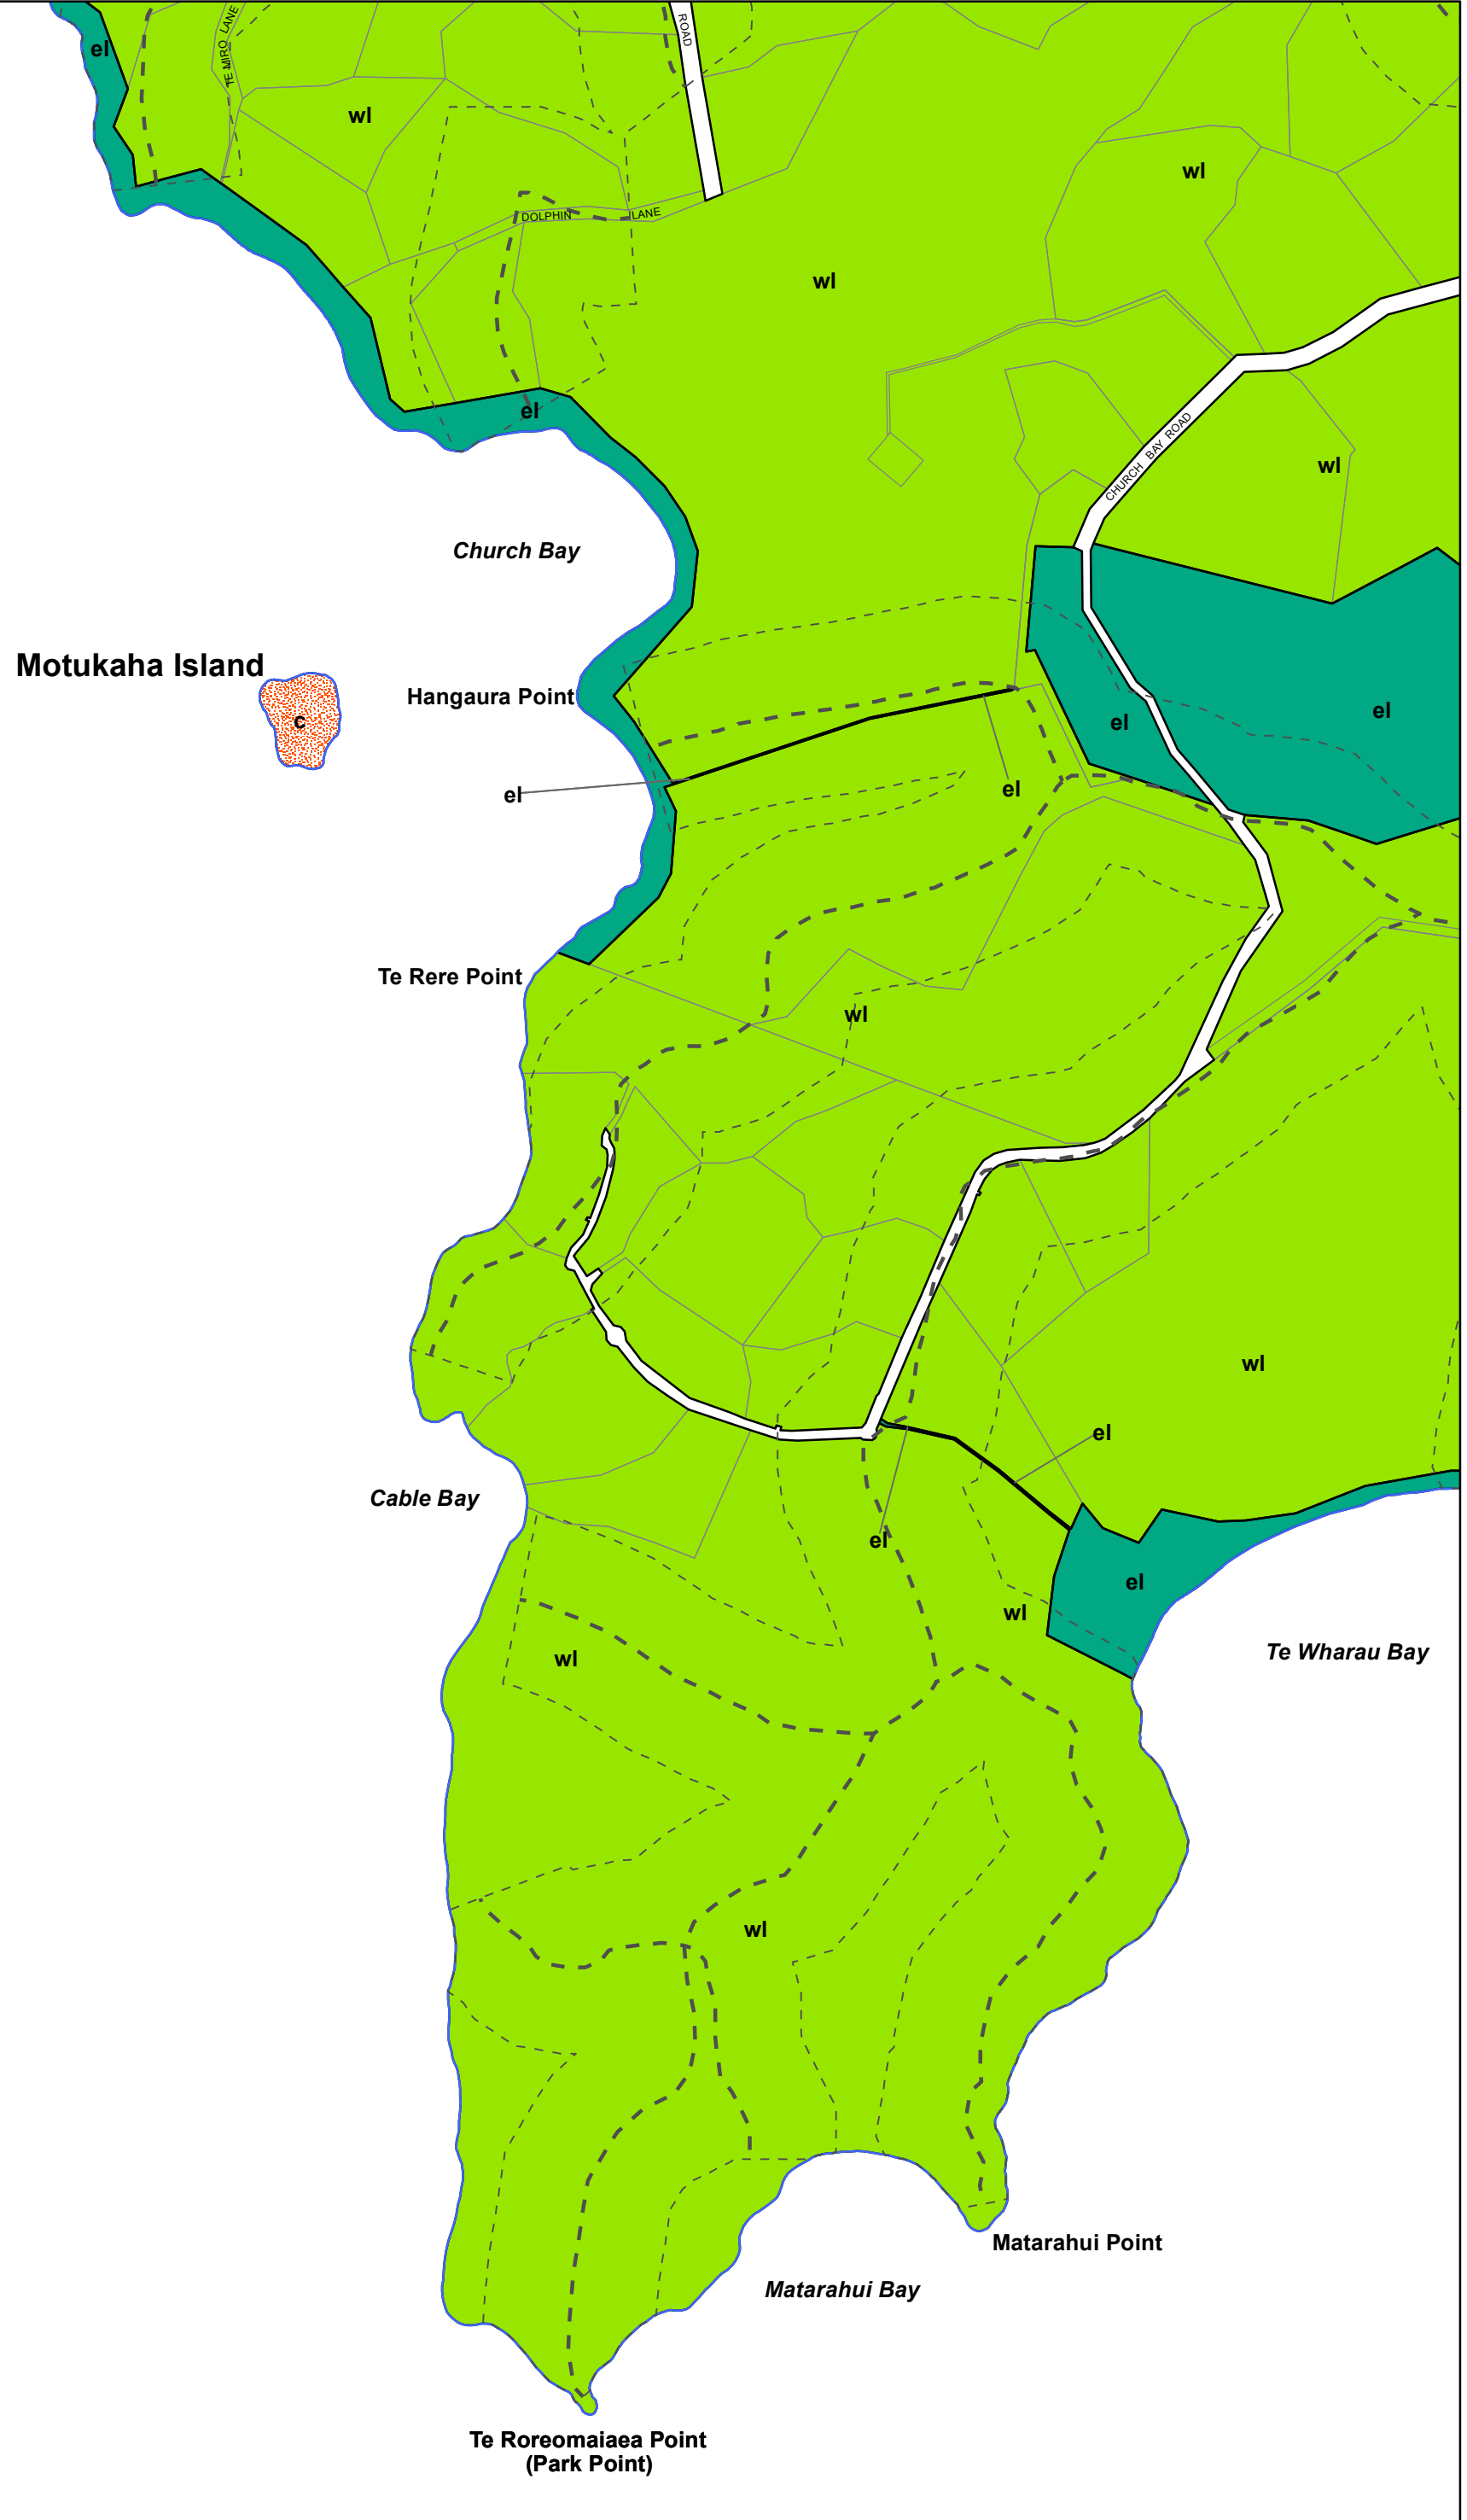 el
TE MIRO LANE
ROAD
wl
wl
DOLPHIN LANE
wl
el
CHURCH BAY ROAD
wl
Church Bay
Motukaha Island
Hangaura Point
c
el
el
el
el
Te Rere Point
wl
wl
el
Cable Bay
el
el
wl
Te Wharau Bay
wl
wl
Matarahui Point
Matarahui Bay
Te Roreomaiaea Point
(Park Point)